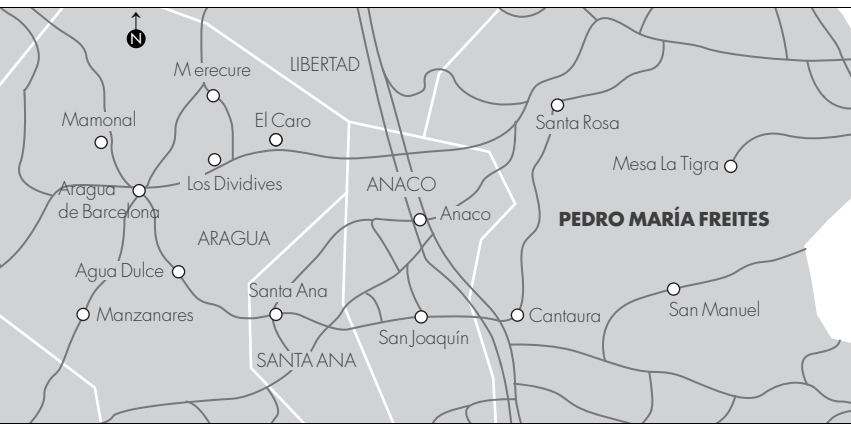 N
LIBERTAD
Merecure
Mamonal
El Caro
Santa Rosa
Mesa La Tigra
Aragua
de Barcelona
Los Dividives
ANACO
Anaco
PEDRO MARÍA FREITES
ARAGUA
Agua Dulce
Santa Ana
Manzanares
San Joaquín
Cantaura
San Manuel
SANTA ANA